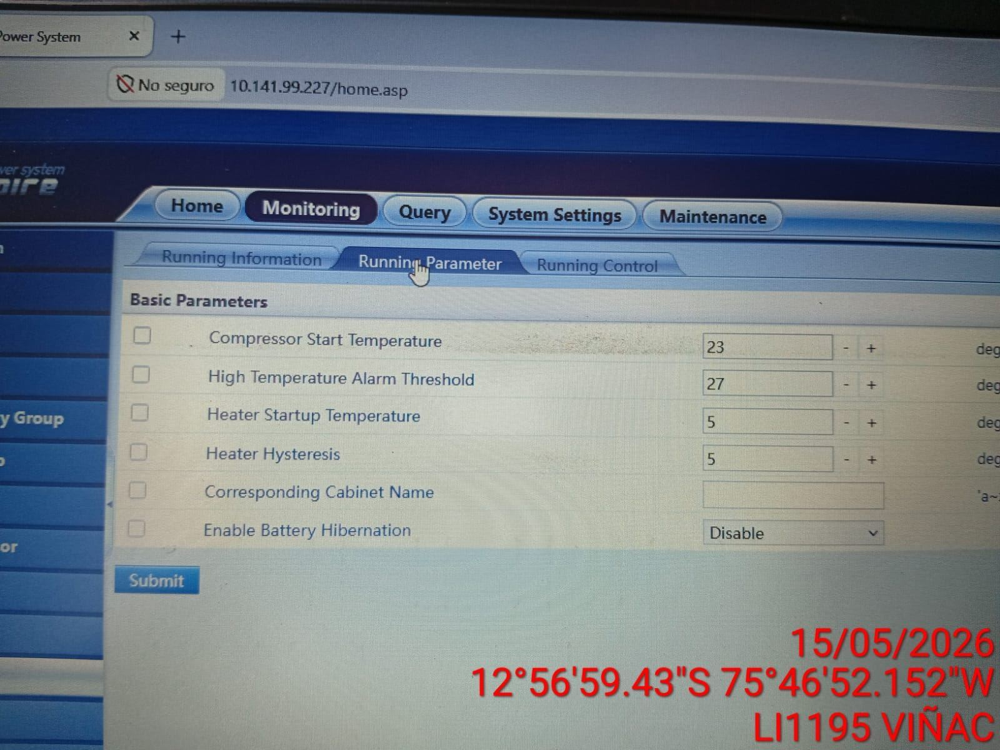 Power System × +
No seguro 10.141.99.227/home.asp
Home Monitoring Query System Settings Maintenance
Running Information Running Parameter Running Control
Basic Parameters
Compressor Start Temperature 23 - + deg
High Temperature Alarm Threshold 27 - + deg
Heater Startup Temperature 5 - + deg
y Group
Heater Hysteresis 5 - + deg
Corresponding Cabinet Name 'a~
Enable Battery Hibernation Disable
or
Submit
15/05/2026
12°56'59.43"S 75°46'52.152"W
LI1195 VIÑAC